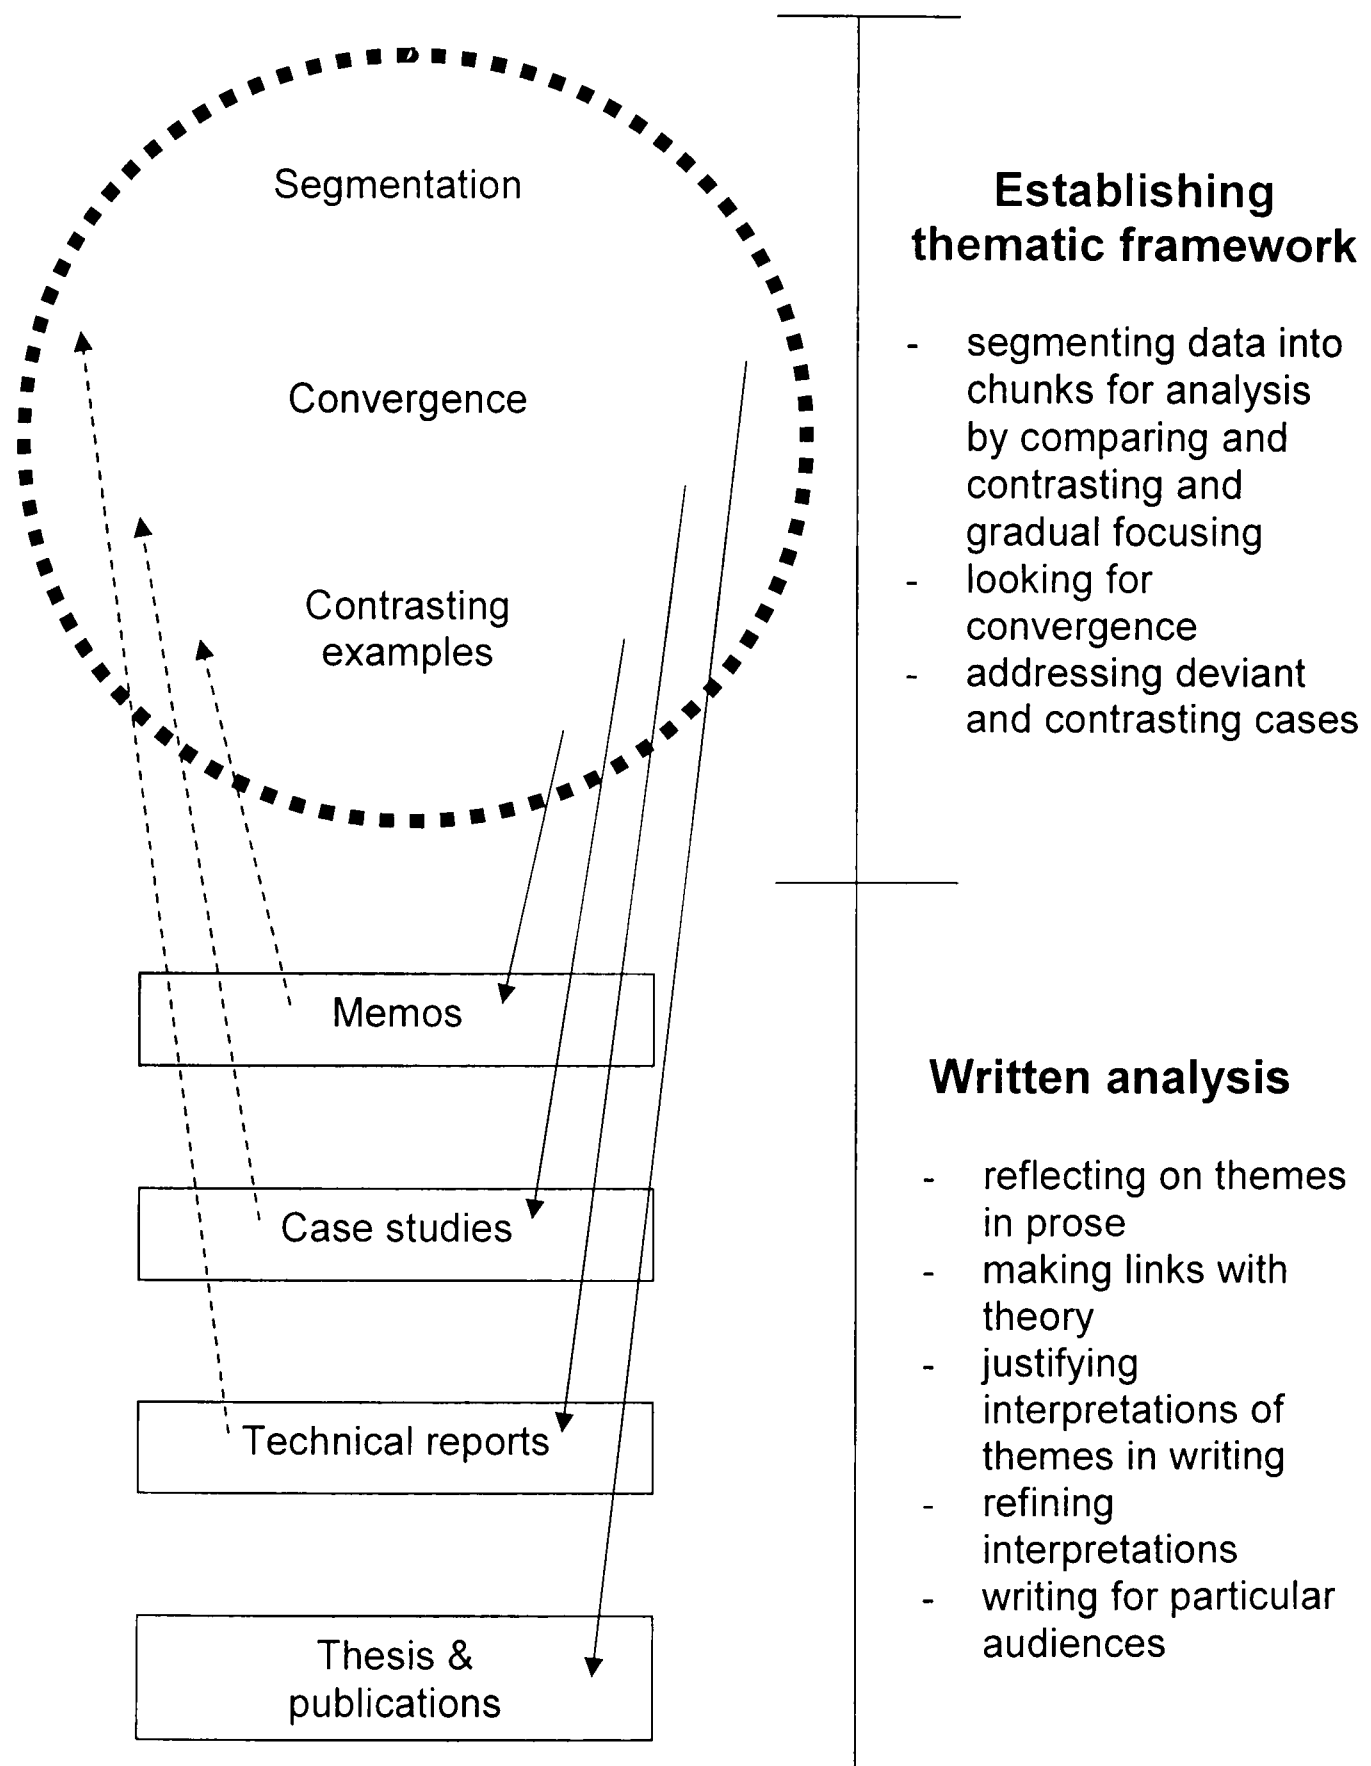 Segmentation
Convergence
Contrasting
examples
Memos
Case studies
Technical reports
Thesis &
publications
Establishing
thematic framework
- segmenting data into
chunks for analysis
by comparing and
contrasting and
gradual focusing
- looking for
convergence
- addressing deviant
and contrasting cases
Written analysis
- reflecting on themes
in prose
- making links with
theory
- justifying
interpretations of
themes in writing
- refining
interpretations
- writing for particular
audiences